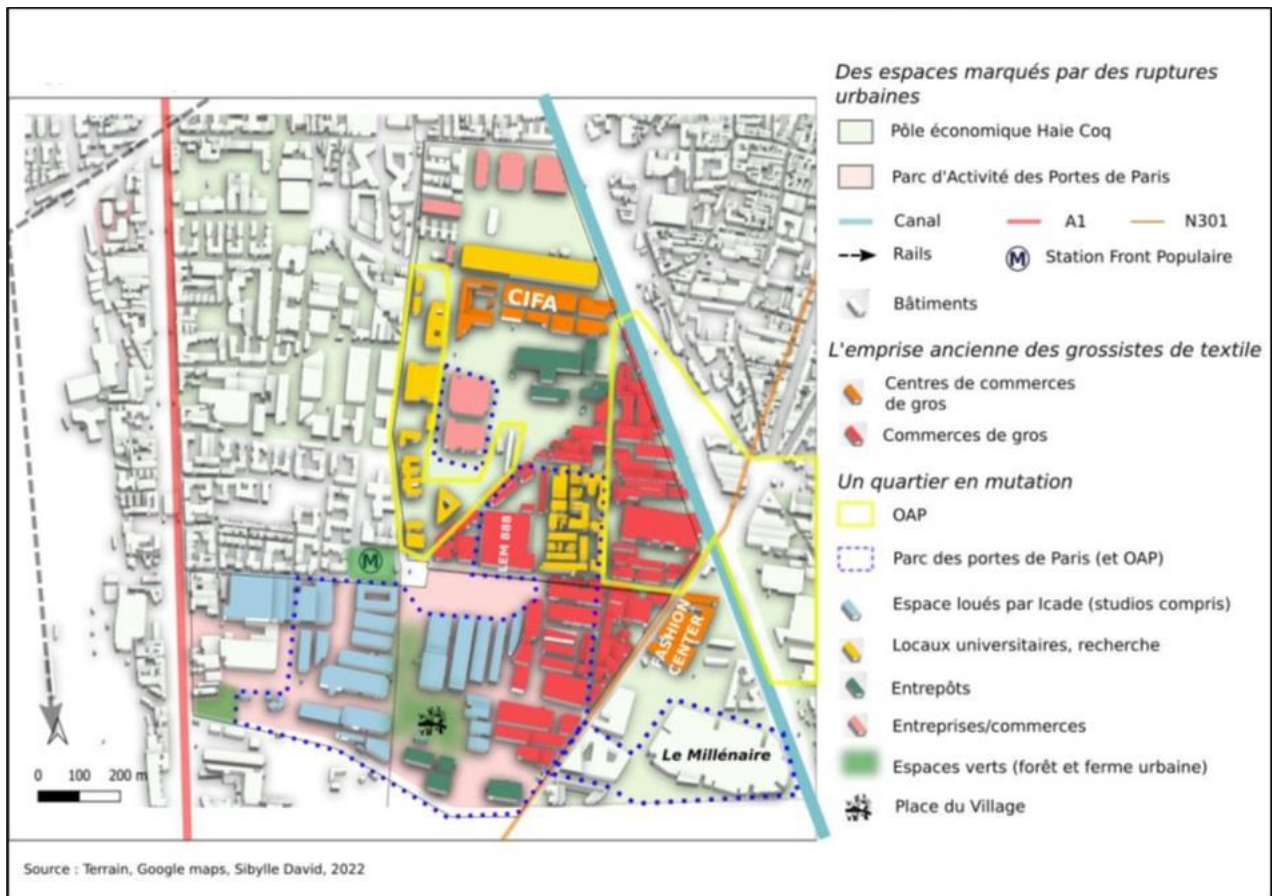 Des espaces marqués par des ruptures
urbaines
Pôle économique Haie Coq
Parc d'Activité des Portes de Paris
Canal
A1
N301
Rails
M
Station Front Populaire
Bâtiments
L'emprise ancienne des grossistes de textile
Centres de commerces
de gros
Commerces de gros
Un quartier en mutation
OAP
Parc des portes de Paris (et OAP)
Espace loués par Icade (studios compris)
Locaux universitaires, recherche
Entrepôts
Entreprises/commerces
Espaces verts (forêt et ferme urbaine)
Place du Village
CIFA
LEM 888
M
FASHION
CENTER
Le Millénaire
0 100 200 m
Source : Terrain, Google maps, Sibylle David, 2022